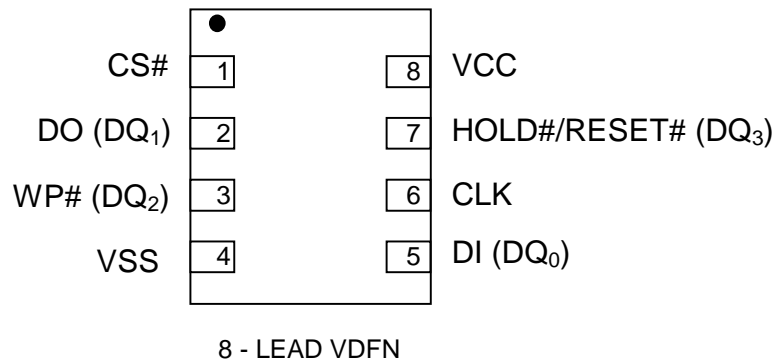 CS# 1 8 VCC
DO (DQ₁) 2 7 HOLD#/RESET# (DQ₃)
WP# (DQ₂) 3 6 CLK
VSS 4 5 DI (DQ₀)
8 - LEAD VDFN